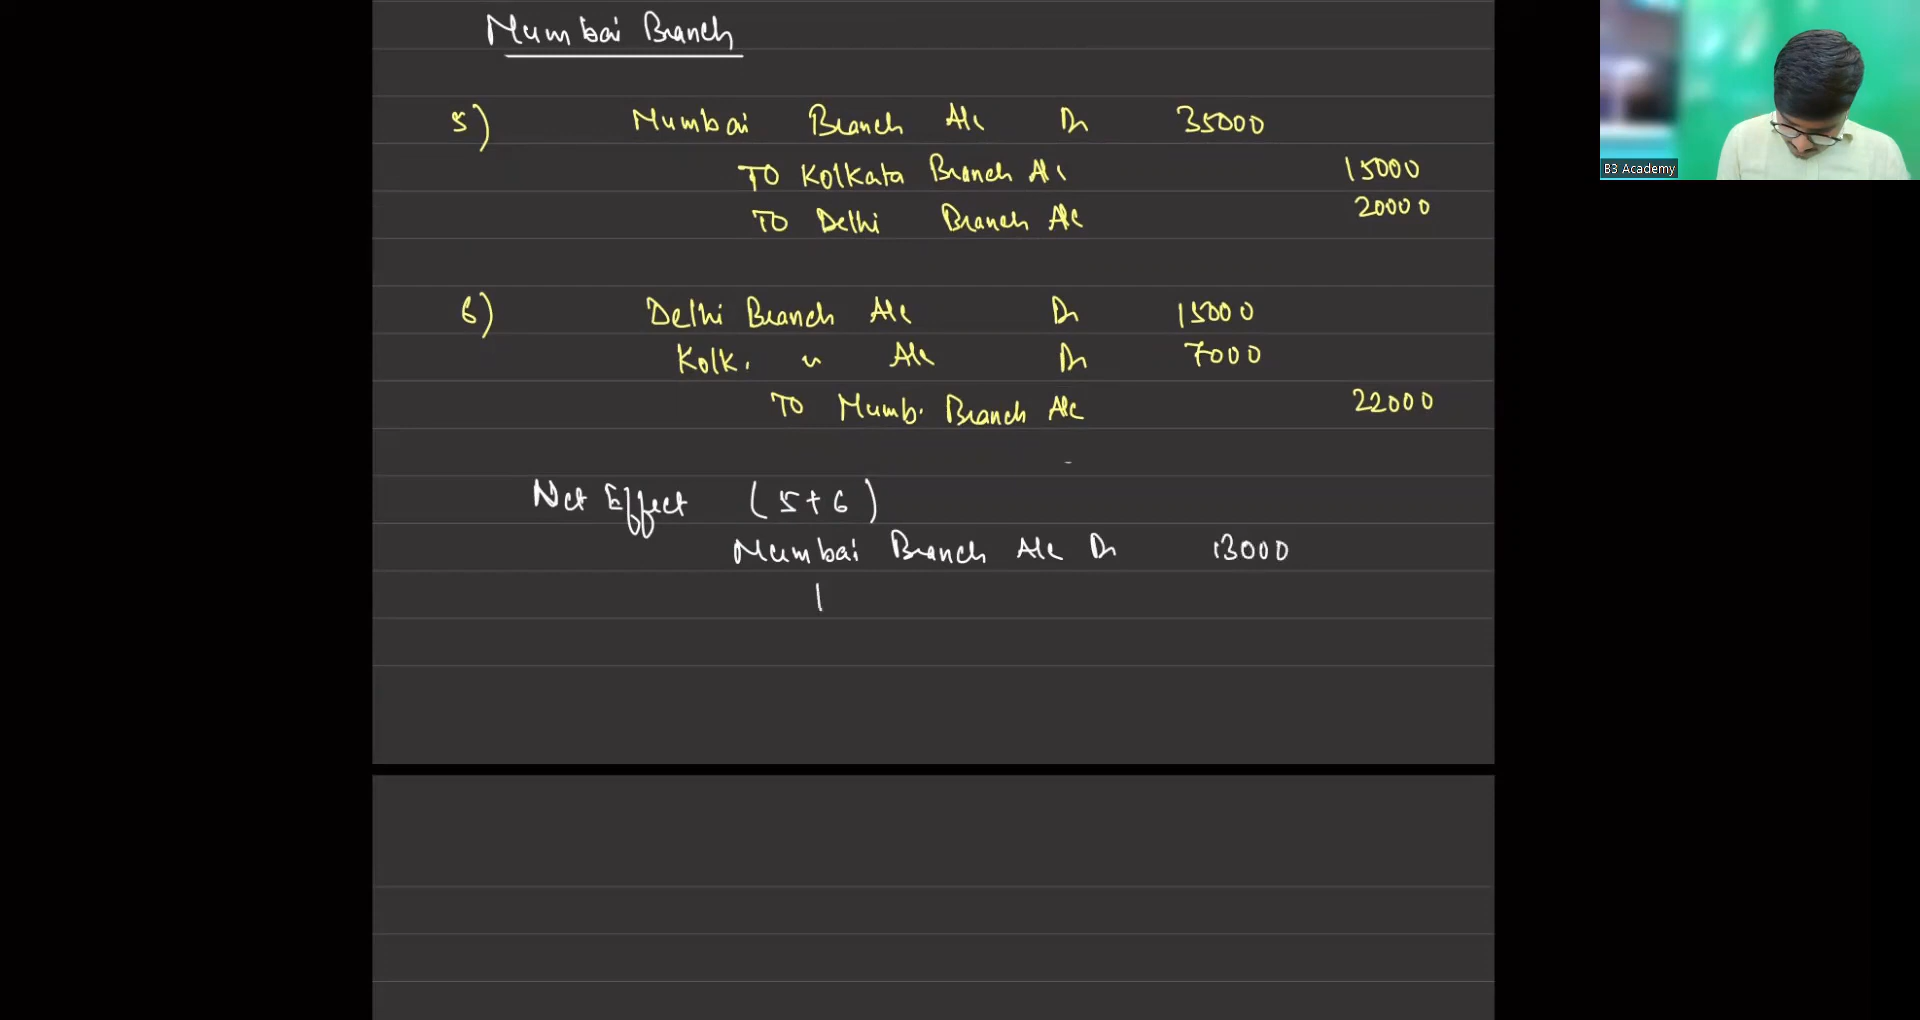 Mumbai Branch
5) Mumbai Branch A/c Dr 35000
TO Kolkata Branch A/c 15000
TO Delhi Branch A/c 20000
6) Delhi Branch A/c Dr 15000
Kolk. " A/c Dr 7000
TO Mumb. Branch A/c 22000
Net Effect (5+6)
Mumbai Branch A/c Dr 13000
B3 Academy